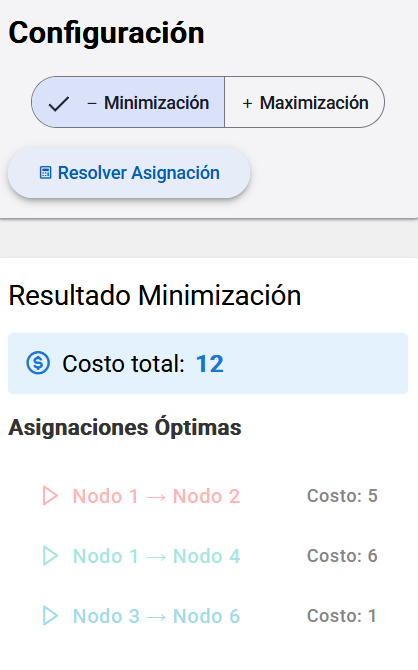 Configuración
− Minimización
+ Maximización
Resolver Asignación
Resultado Minimización
Costo total: 12
Asignaciones Óptimas
Nodo 1 → Nodo 2 Costo: 5
Nodo 1 → Nodo 4 Costo: 6
Nodo 3 → Nodo 6 Costo: 1